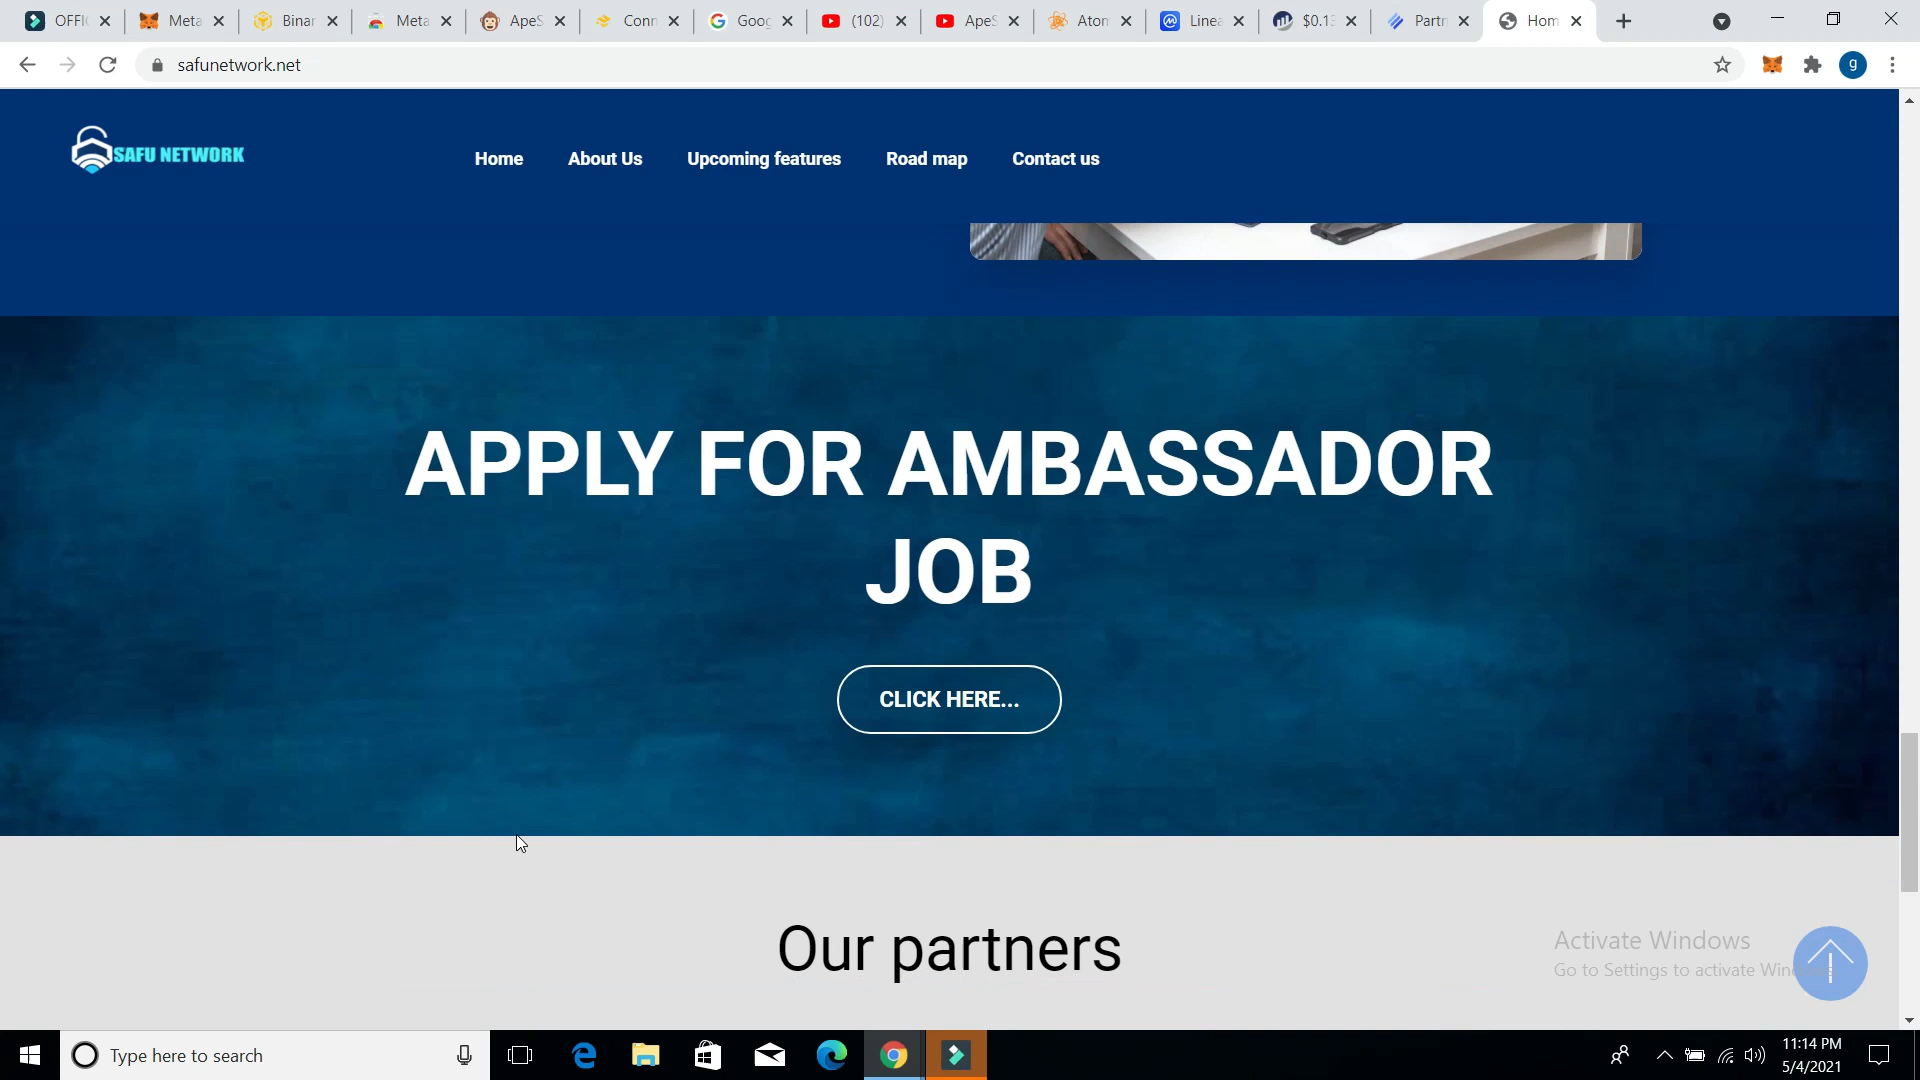 OFFI
Meta
Binar
Meta
ApeS
Conn
Goog
(102)
ApeS
Atom
Linea
$0.13
Partn
Hom
safunetwork.net
g
SAFU NETWORK
Home
About Us
Upcoming features
Road map
Contact us
APPLY FOR AMBASSADOR
JOB
CLICK HERE...
Our partners
Activate Windows
Go to Settings to activate Win
Type here to search
11:14 PM
5/4/2021